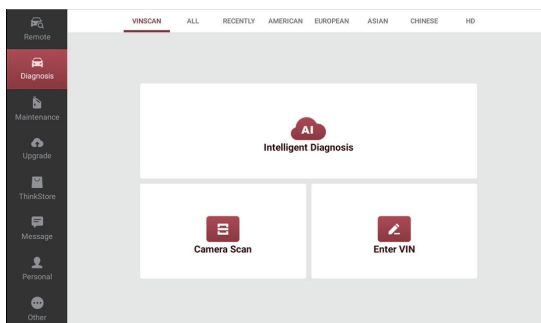 VINSCAN ALL RECENTLY AMERICAN EUROPEAN ASIAN CHINESE HD
Remote
Diagnosis
Maintenance
Upgrade
ThinkStore
Message
Personal
Other
AI
Intelligent Diagnosis
Camera Scan
Enter VIN